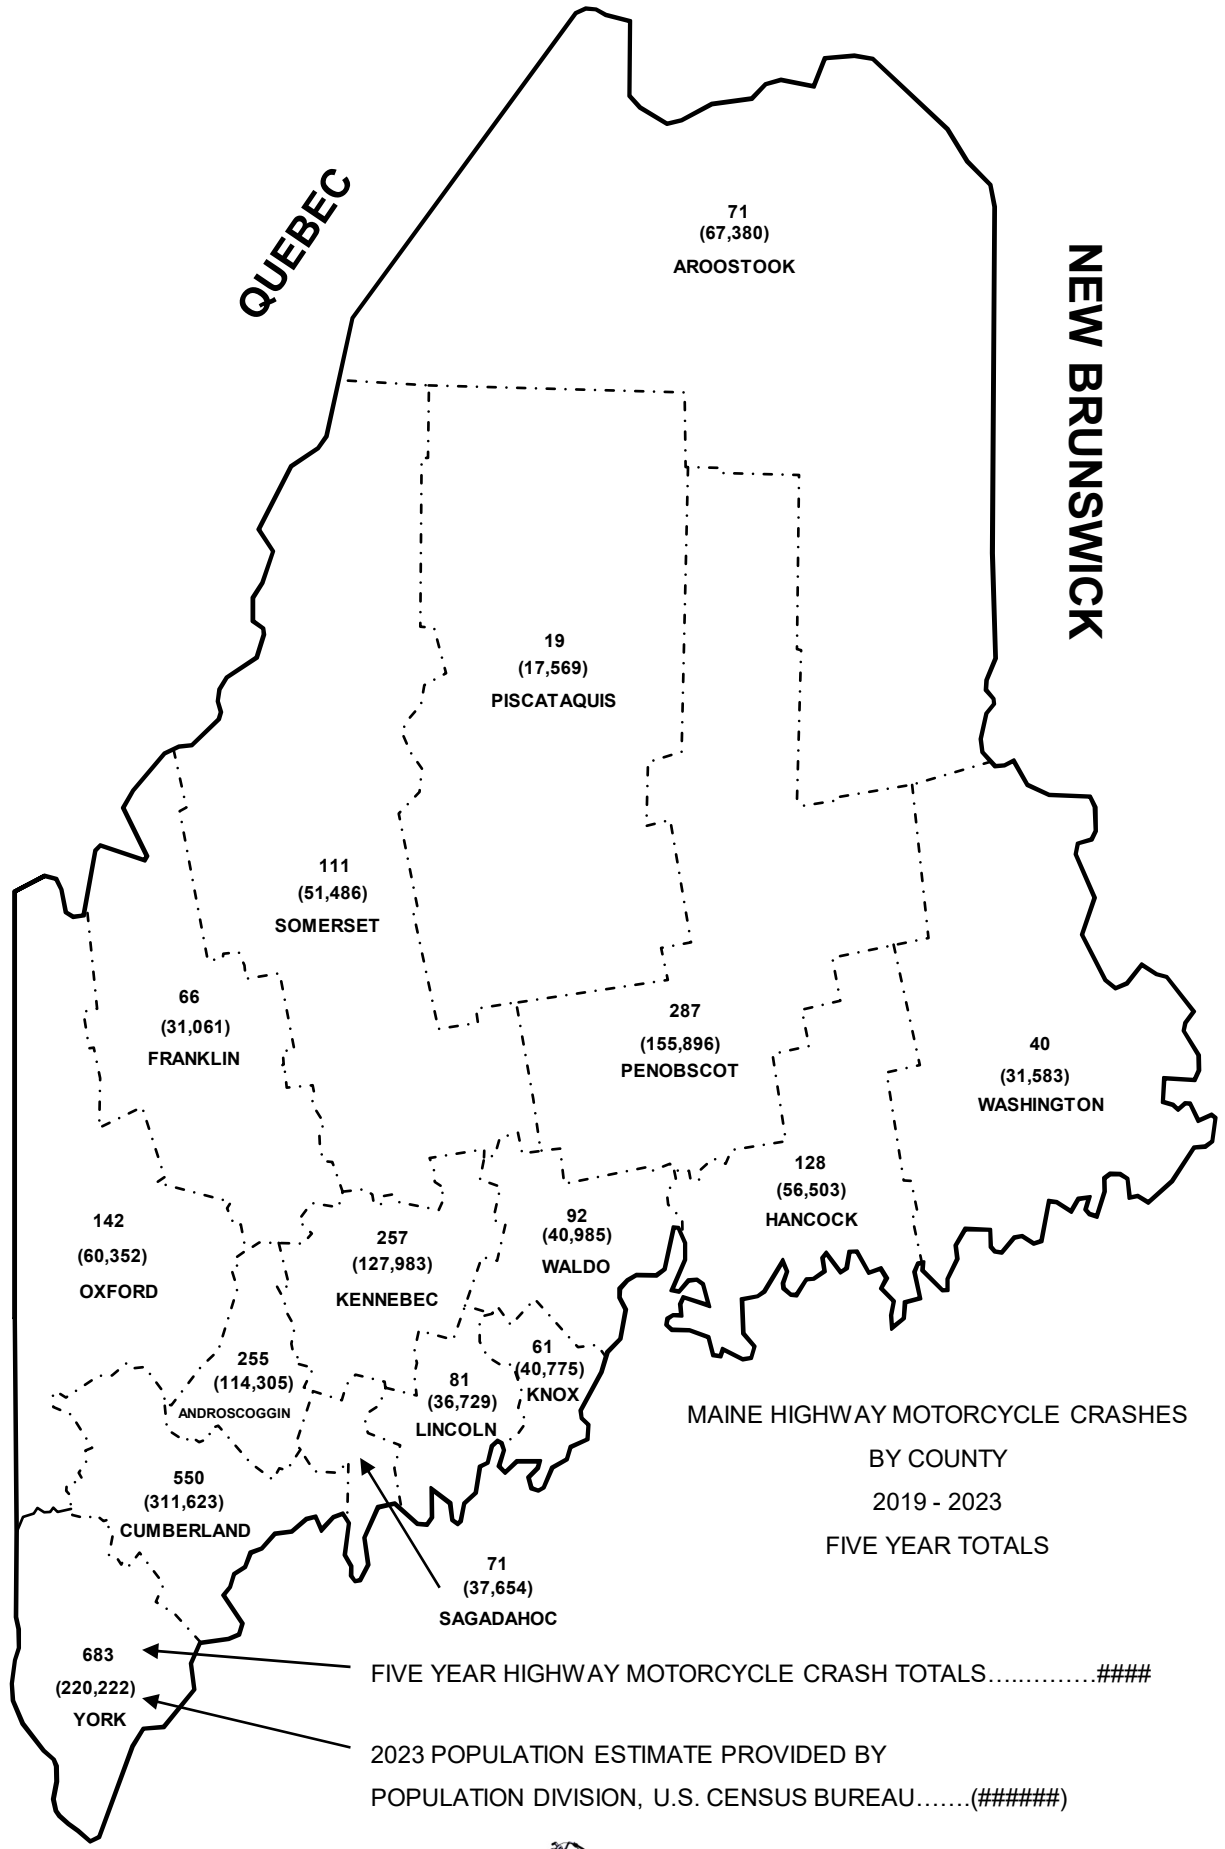 QUEBEC
NEW BRUNSWICK
71
(67,380)
AROOSTOOK
19
(17,569)
PISCATAQUIS
111
(51,486)
SOMERSET
66
(31,061)
FRANKLIN
287
(155,896)
PENOBSCOT
40
(31,583)
WASHINGTON
128
(56,503)
HANCOCK
142
(60,352)
OXFORD
257
(127,983)
KENNEBEC
92
(40,985)
WALDO
255
(114,305)
ANDROSCOGGIN
81
(36,729)
LINCOLN
61
(40,775)
KNOX
MAINE HIGHWAY MOTORCYCLE CRASHES
BY COUNTY
2019 - 2023
FIVE YEAR TOTALS
550
(311,623)
CUMBERLAND
71
(37,654)
SAGADAHOC
683
(220,222)
YORK
FIVE YEAR HIGHWAY MOTORCYCLE CRASH TOTALS…..………####
2023 POPULATION ESTIMATE PROVIDED BY
POPULATION DIVISION, U.S. CENSUS BUREAU…….(######)